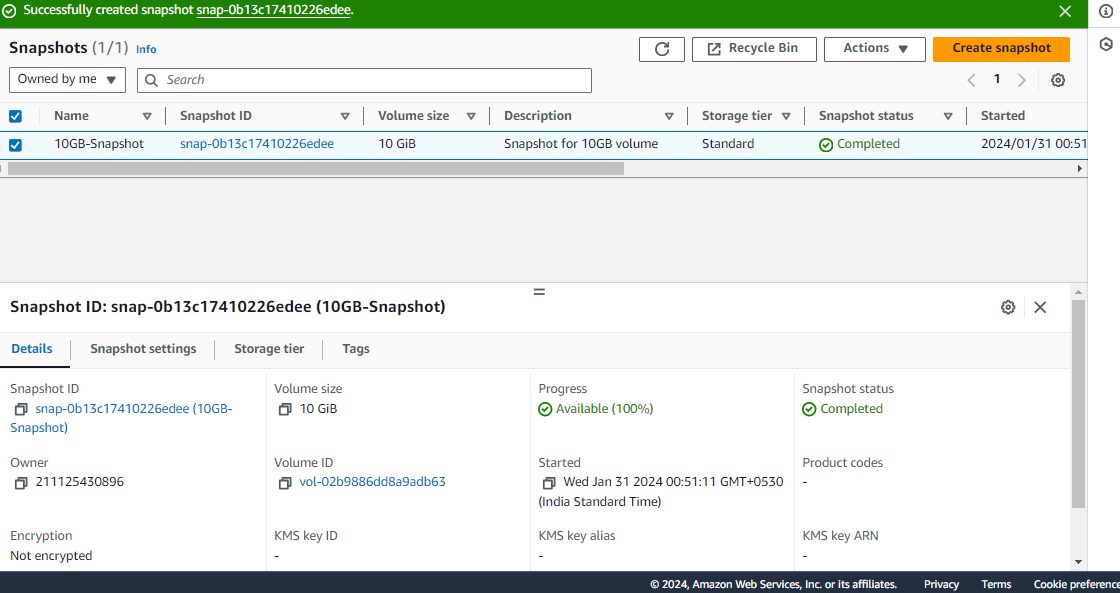 Successfully created snapshot snap-0b13c17410226edee.
Snapshots (1/1) Info
Recycle Bin
Actions
Create snapshot
Owned by me
Search
1
Name Snapshot ID Volume size Description Storage tier Snapshot status Started
10GB-Snapshot snap-0b13c17410226edee 10 GiB Snapshot for 10GB volume Standard Completed 2024/01/31 00:51
Snapshot ID: snap-0b13c17410226edee (10GB-Snapshot)
Details Snapshot settings Storage tier Tags
Snapshot ID
snap-0b13c17410226edee (10GB-
Snapshot)
Volume size
10 GiB
Progress
Available (100%)
Snapshot status
Completed
Owner
211125430896
Volume ID
vol-02b9886dd8a9adb63
Started
Wed Jan 31 2024 00:51:11 GMT+0530
(India Standard Time)
Product codes
-
Encryption
Not encrypted
KMS key ID
-
KMS key alias
-
KMS key ARN
-
© 2024, Amazon Web Services, Inc. or its affiliates. Privacy Terms Cookie preference